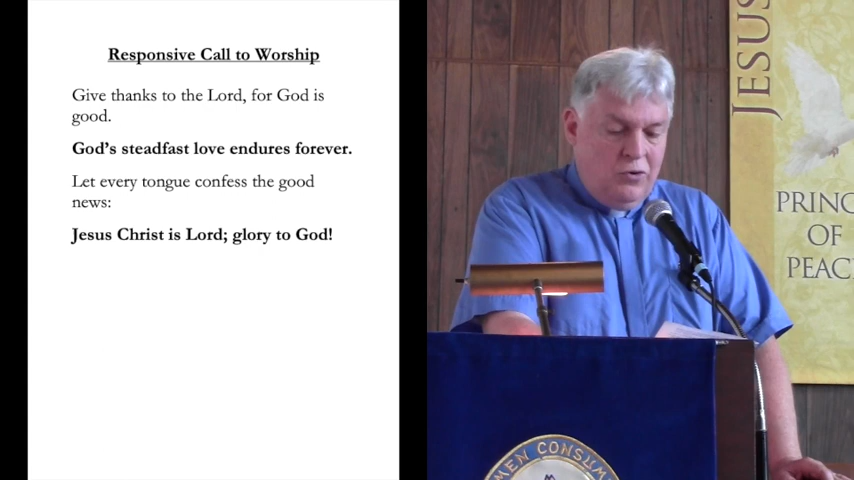 Responsive Call to Worship
Give thanks to the Lord, for God is
good.
God's steadfast love endures forever.
Let every tongue confess the good
news:
Jesus Christ is Lord; glory to God!
JESUS
PRINC
OF
PEAC
MEN CONSUM